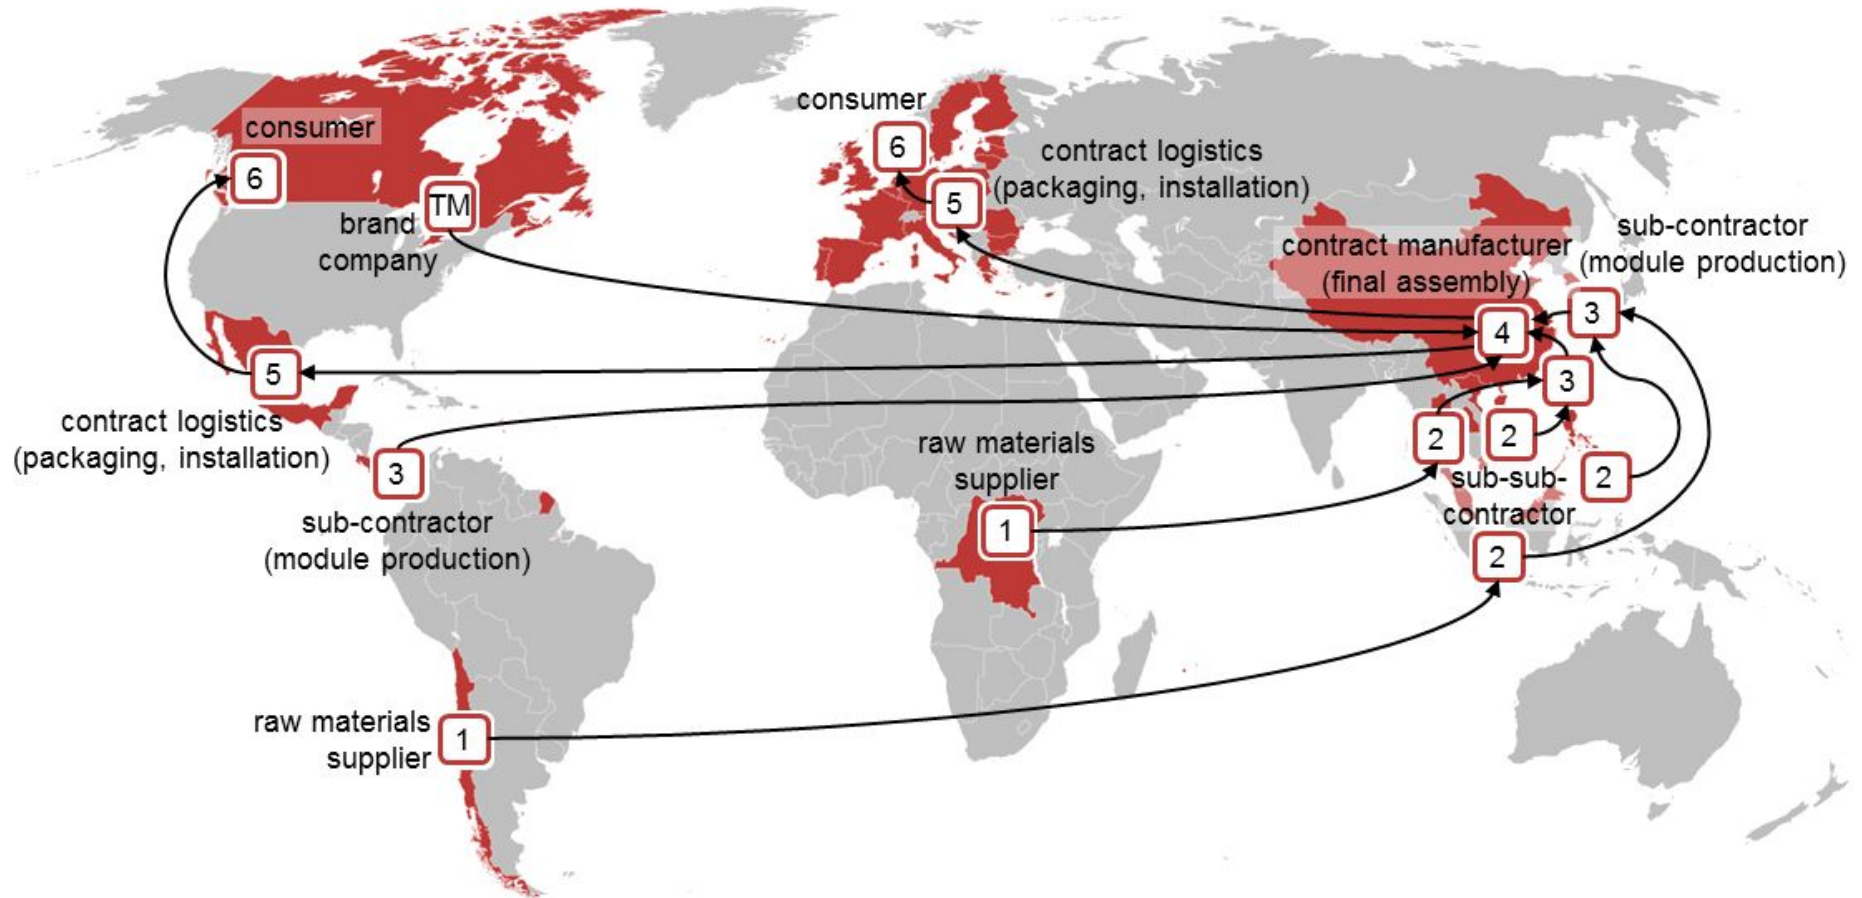 consumer
6
TM
brand
company
consumer
6
contract logistics
(packaging, installation)
5
contract manufacturer
(final assembly)
4
sub-contractor
(module production)
3
3
5
contract logistics
(packaging, installation)
3
sub-contractor
(module production)
raw materials
supplier
1
2
2
2
sub-sub-
contractor
2
raw materials
supplier
1